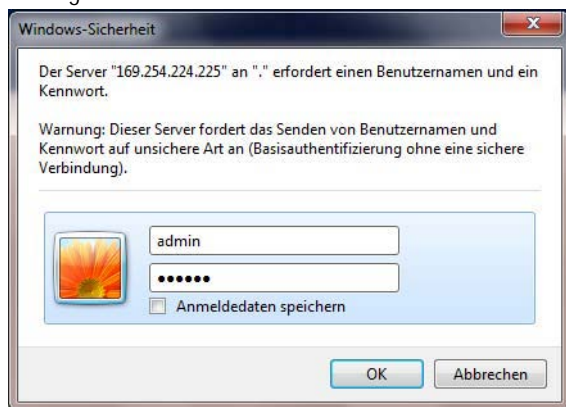 Windows-Sicherheit
Der Server "169.254.224.225" an "." erfordert einen Benutzernamen und ein
Kennwort.
Warnung: Dieser Server fordert das Senden von Benutzernamen und
Kennwort auf unsichere Art an (Basisauthentifizierung ohne eine sichere
Verbindung).
admin
••••••
Anmeldedaten speichern
OK Abbrechen